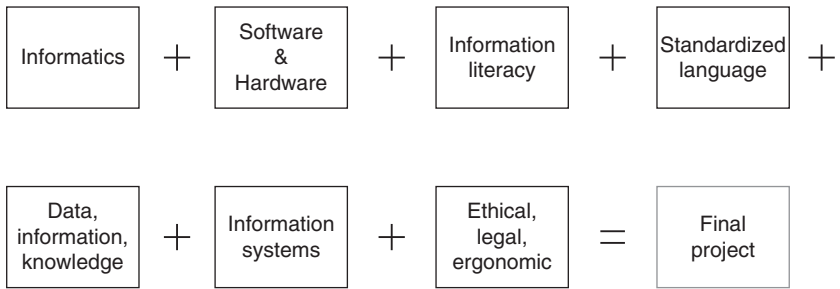 Informatics
+
Software
&
Hardware
+
Information
literacy
+
Standardized
language
+
Data,
information,
knowledge
+
Information
systems
+
Ethical,
legal,
ergonomic
=
Final
project